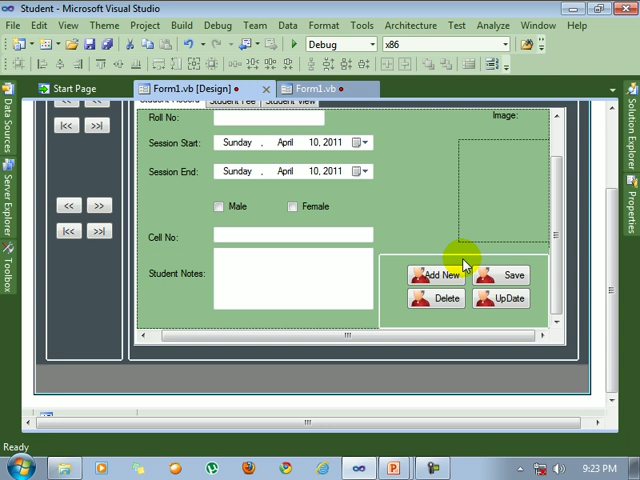 Student - Microsoft Visual Studio
File Edit View Theme Project Build Debug Team Data Format Tools Architecture Test Analyze Window Help
Debug x86
Start Page Form1.vb [Design] Form1.vb
Data Sources
Server Explorer
Toolbox
Solution Explorer
Properties
Student Record Student Fee Student View
<< >>
|<< >>|
<< >>
|<< >>|
Roll No:
Image:
Session Start: Sunday , April 10, 2011
Session End: Sunday , April 10, 2011
Male Female
Cell No:
Student Notes:
Add New Save
Delete UpDate
Ready
9:23 PM